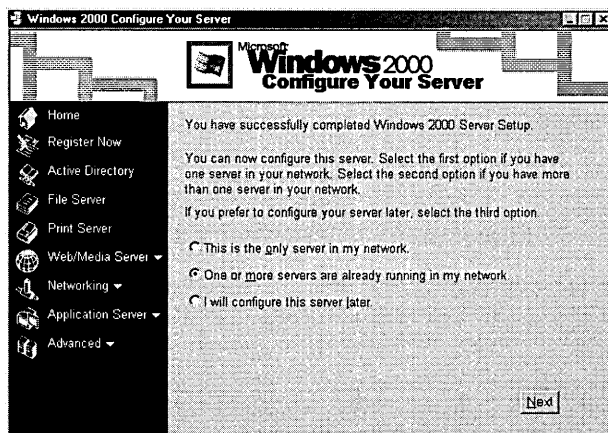 Windows 2000 Configure Your Server
Microsoft
Windows 2000
Configure Your Server
Home
Register Now
Active Directory
File Server
Print Server
Web/Media Server
Networking
Application Server
Advanced
You have successfully completed Windows 2000 Server Setup.
You can now configure this server. Select the first option if you have
one server in your network. Select the second option if you have more
than one server in your network.
If you prefer to configure your server later, select the third option.
This is the only server in my network.
One or more servers are already running in my network.
I will configure this server later.
Next